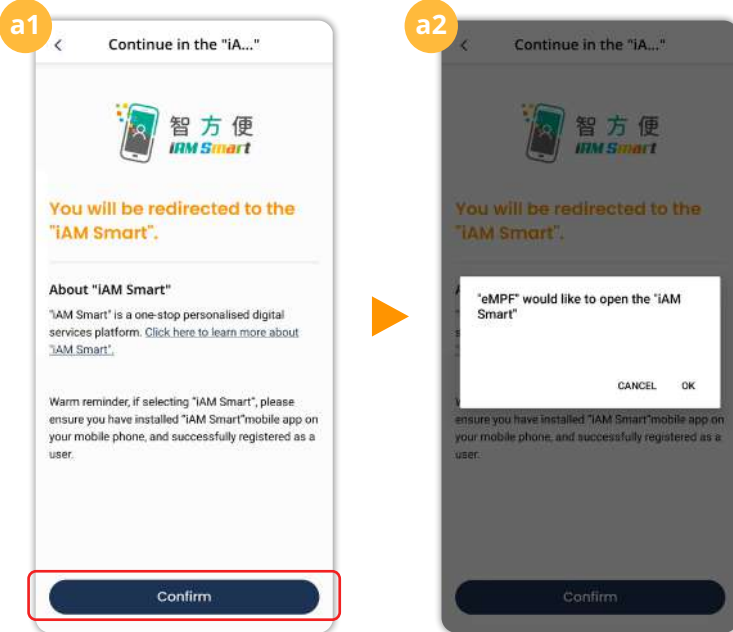 a1
Continue in the "iA..."
智方便
iAM Smart
You will be redirected to the
"iAM Smart".
About "iAM Smart"
"iAM Smart" is a one-stop personalised digital
services platform. Click here to learn more about
"iAM Smart".
Warm reminder, if selecting "iAM Smart", please
ensure you have installed "iAM Smart"mobile app on
your mobile phone, and successfully registered as a
user.
Confirm
a2
Continue in the "iA..."
智方便
iAM Smart
You will be redirected to the
"iAM Smart".
"eMPF" would like to open the "iAM
Smart"
CANCEL OK
ensure you have installed "iAM Smart"mobile app on
your mobile phone, and successfully registered as a
user.
Confirm